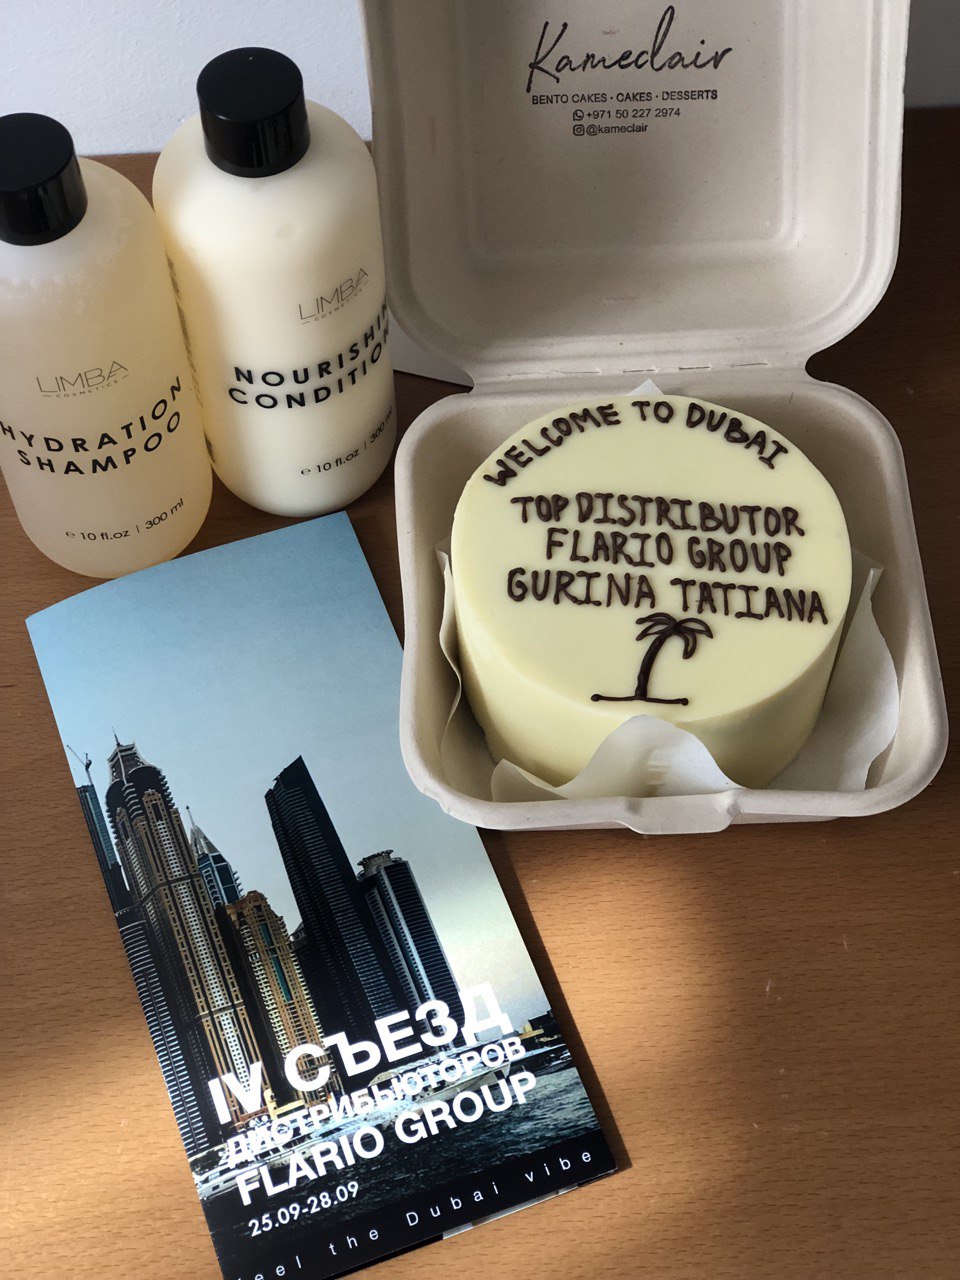 Kameclair
BENTO CAKES · CAKES · DESSERTS
+971 50 227 2974
@kameclair
LIMBA
COSMETICS
HYDRATION
SHAMPOO
e 10 fl.oz | 300 ml
LIMBA
COSMETICS
NOURISHIN
CONDITION
e 10 fl.oz | 300 m
WELCOME TO DUBAI
TOP DISTRIBUTOR
FLARIO GROUP
GURINA TATIANA
IV СЪЕЗД
ДИСТРИБЬЮТОРОВ
FLARIO GROUP
25.09-28.09
feel the Dubai vibe